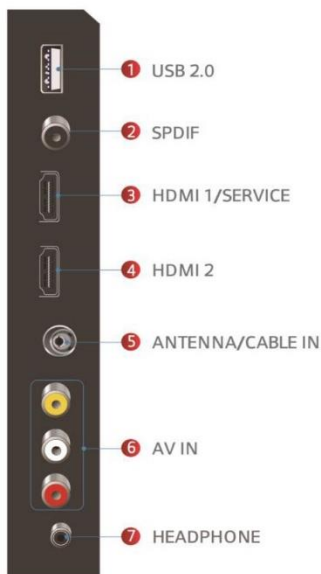 1 USB 2.0
2 SPDIF
3 HDMI 1/SERVICE
4 HDMI 2
5 ANTENNA/CABLE IN
6 AV IN
7 HEADPHONE